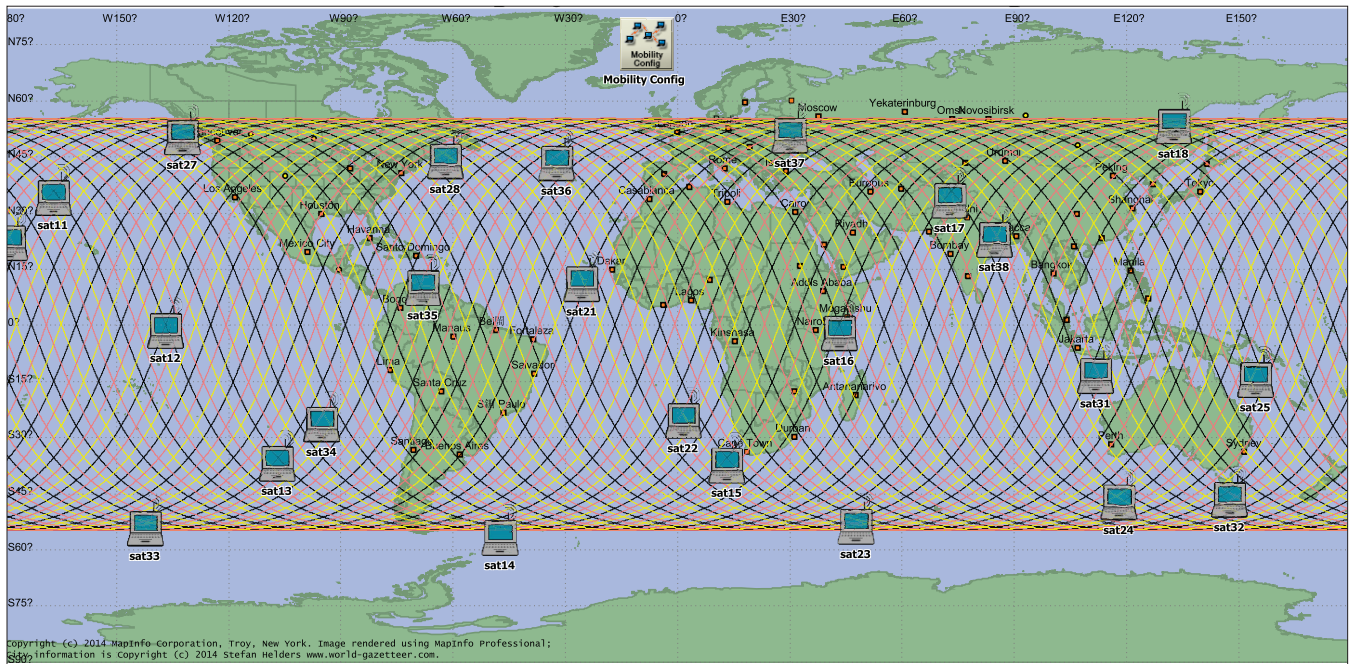 80? W150? W120? W90? W60? W30? 0? E30? E60? E90? E120? E150?
N75?
Mobility
Config
Mobility Config
N60?
Moscow
Yekaterinburg
Novosibirsk
sat27
sat28
sat36
sat37
sat18
N45?
New York
Rome
Urumqi
Peking
Los Angeles
Casablanca
Tripoli
Tokyo
sat11
N30?
Houston
Cairo
Shanghai
sat17
Havanna
Riyadh
Mexico City
Santo Domingo
Bombay
sat38
N15?
Dakar
Bangkok
Manila
Addis Ababa
sat35
sat21
Lagos
Mogadishu
0?
Manaus
Fortaleza
Kinshasa
sat12
sat16
Jakarta
Lima
Salvador
S15?
Santa Cruz
Antananarivo
sat31
sat25
S30?
Durban
Perth
sat34
Santiago
Buenos Aires
sat22
Cape Town
Sydney
sat13
sat15
S45?
sat24
sat32
S60?
sat33
sat14
sat23
S75?
Copyright (c) 2014 MapInfo Corporation, Troy, New York. Image rendered using MapInfo Professional;
City information is Copyright (c) 2014 Stefan Helders www.world-gazetteer.com.
S90?